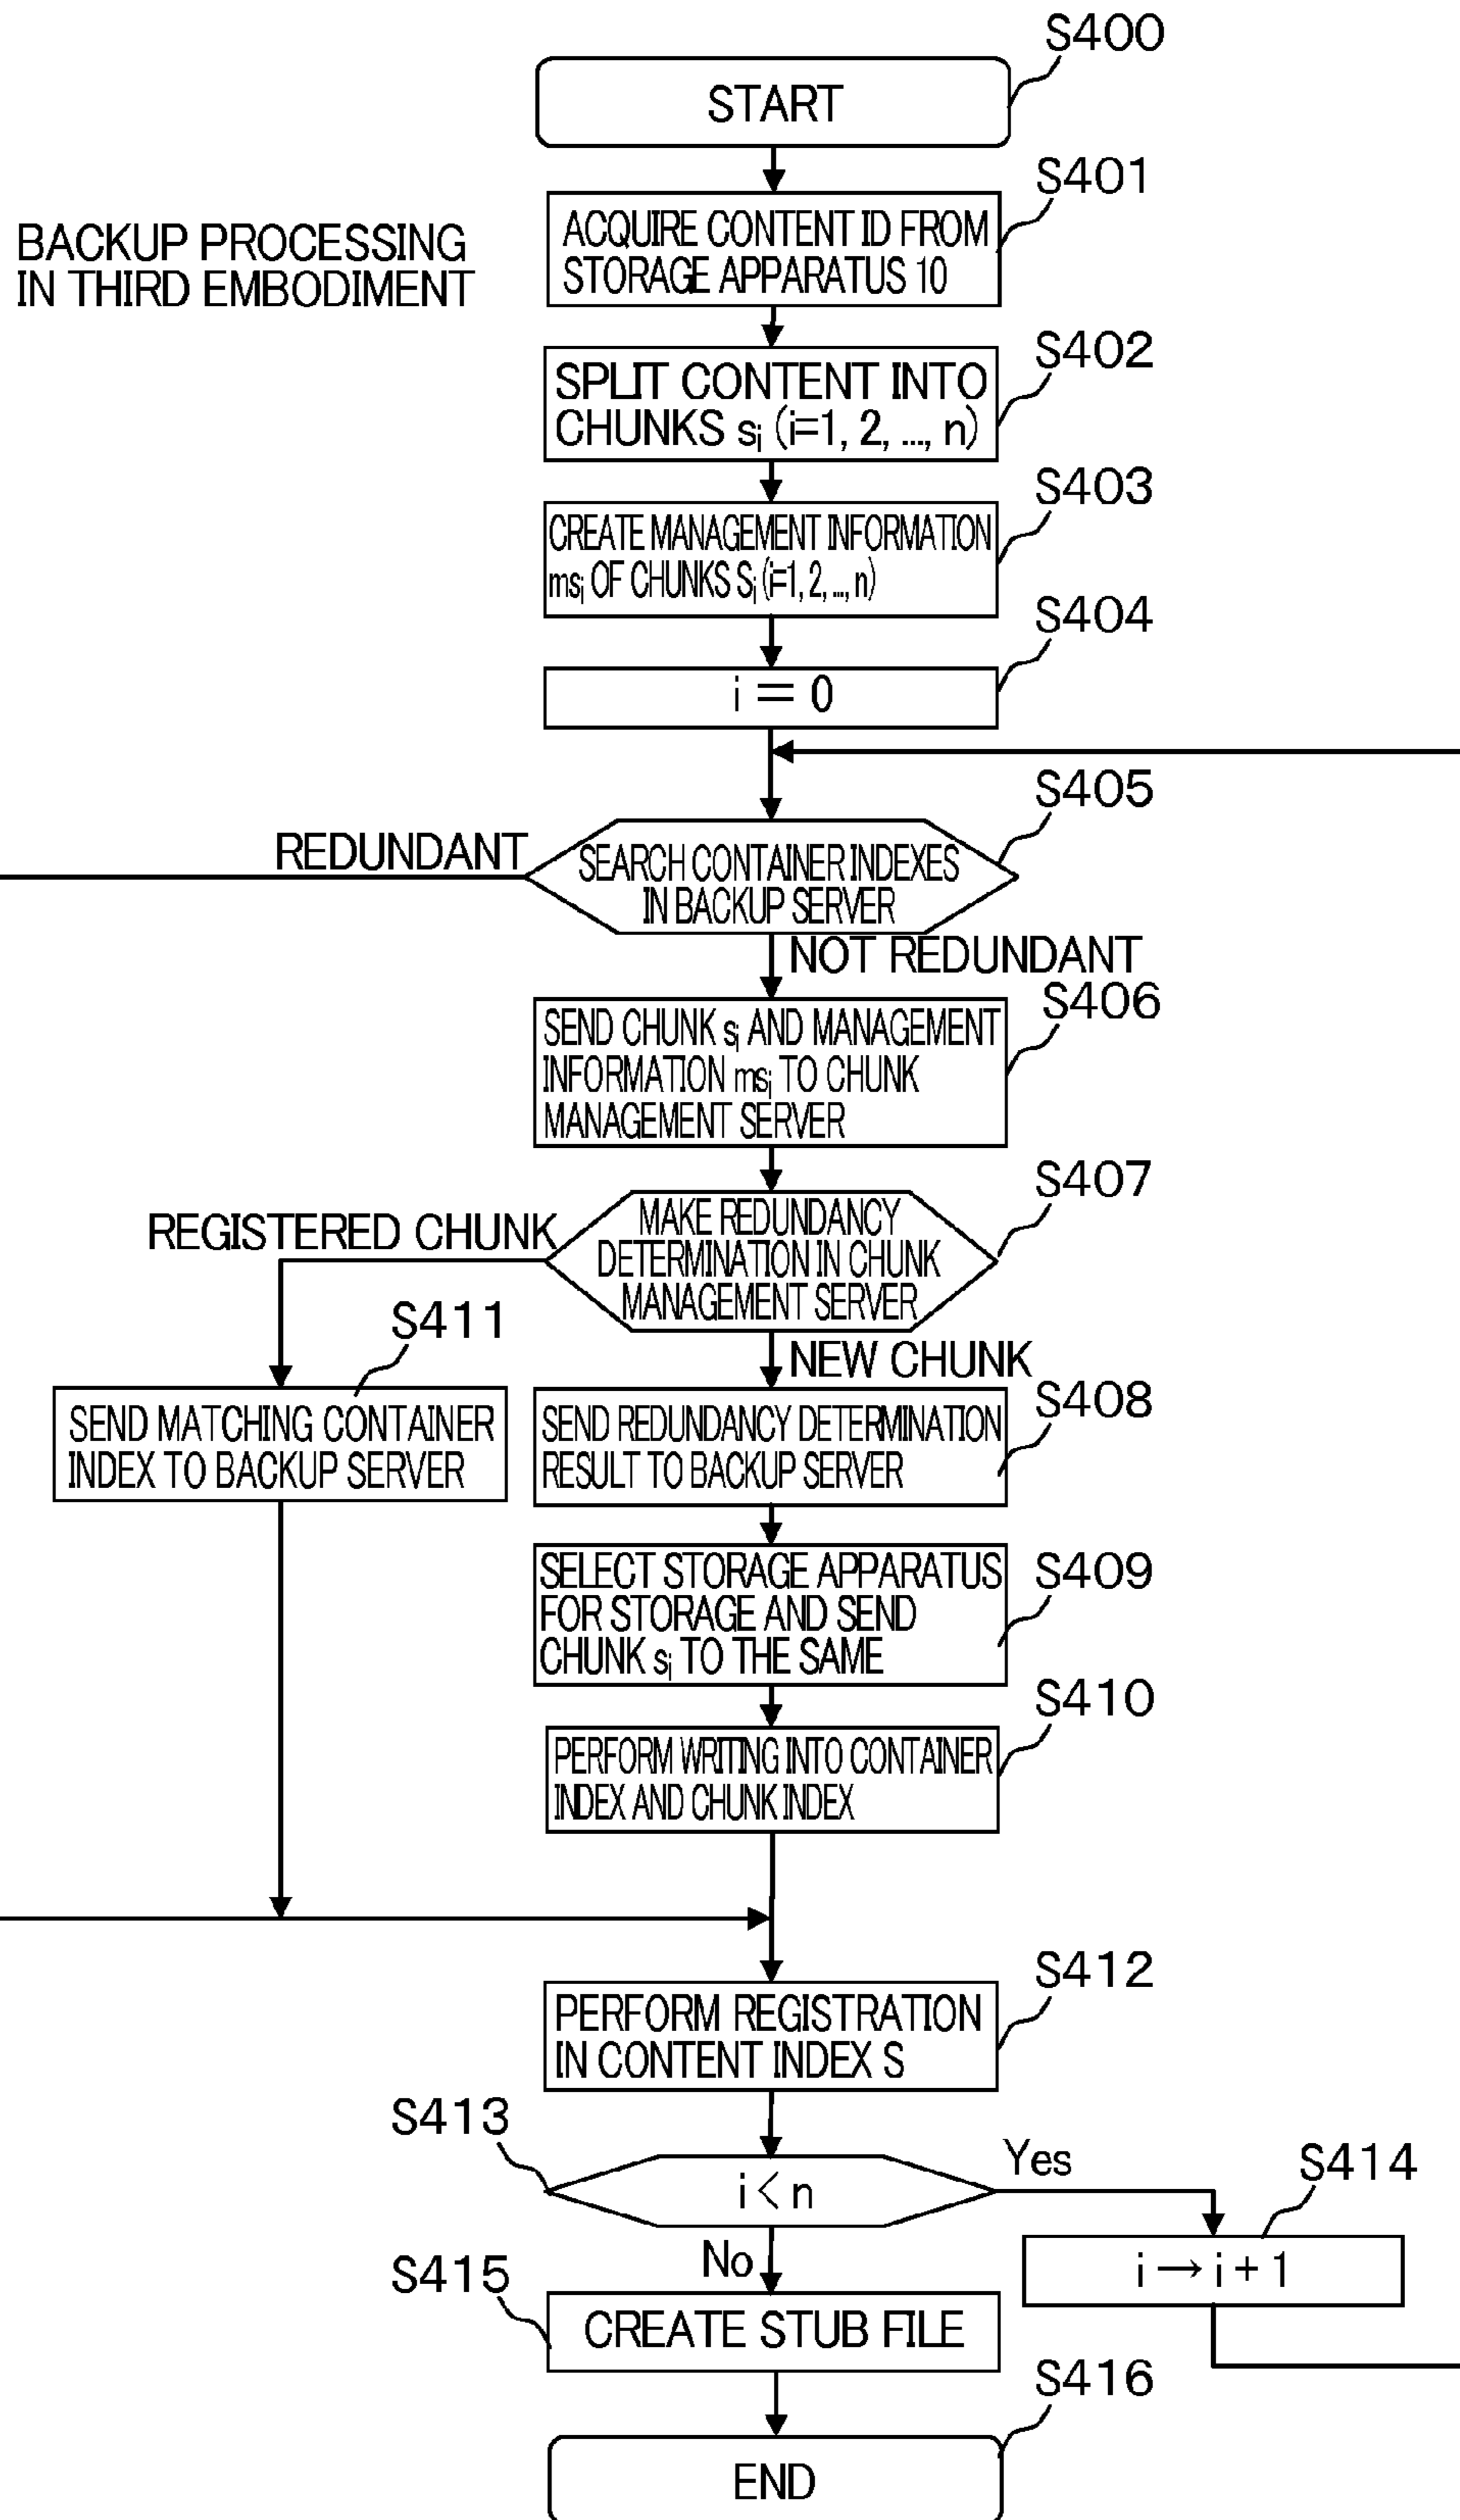 S400
START
S401
BACKUP PROCESSING
IN THIRD EMBODIMENT
ACQUIRE CONTENT ID FROM
STORAGE APPARATUS 10
S402
SPLIT CONTENT INTO
CHUNKS si (i=1, 2, ..., n)
S403
CREATE MANAGEMENT INFORMATION
msi OF CHUNKS Si (i=1, 2, ..., n)
S404
i = 0
S405
REDUNDANT
SEARCH CONTAINER INDEXES
IN BACKUP SERVER
NOT REDUNDANT
S406
SEND CHUNK si AND MANAGEMENT
INFORMATION msi TO CHUNK
MANAGEMENT SERVER
S407
REGISTERED CHUNK
MAKE REDUNDANCY
DETERMINATION IN CHUNK
MANAGEMENT SERVER
S411
NEW CHUNK
SEND MATCHING CONTAINER
INDEX TO BACKUP SERVER
S408
SEND REDUNDANCY DETERMINATION
RESULT TO BACKUP SERVER
S409
SELECT STORAGE APPARATUS
FOR STORAGE AND SEND
CHUNK si TO THE SAME
S410
PERFORM WRITING INTO CONTAINER
INDEX AND CHUNK INDEX
S412
PERFORM REGISTRATION
IN CONTENT INDEX S
S413
i < n
Yes
S414
i → i + 1
No
S415
CREATE STUB FILE
S416
END